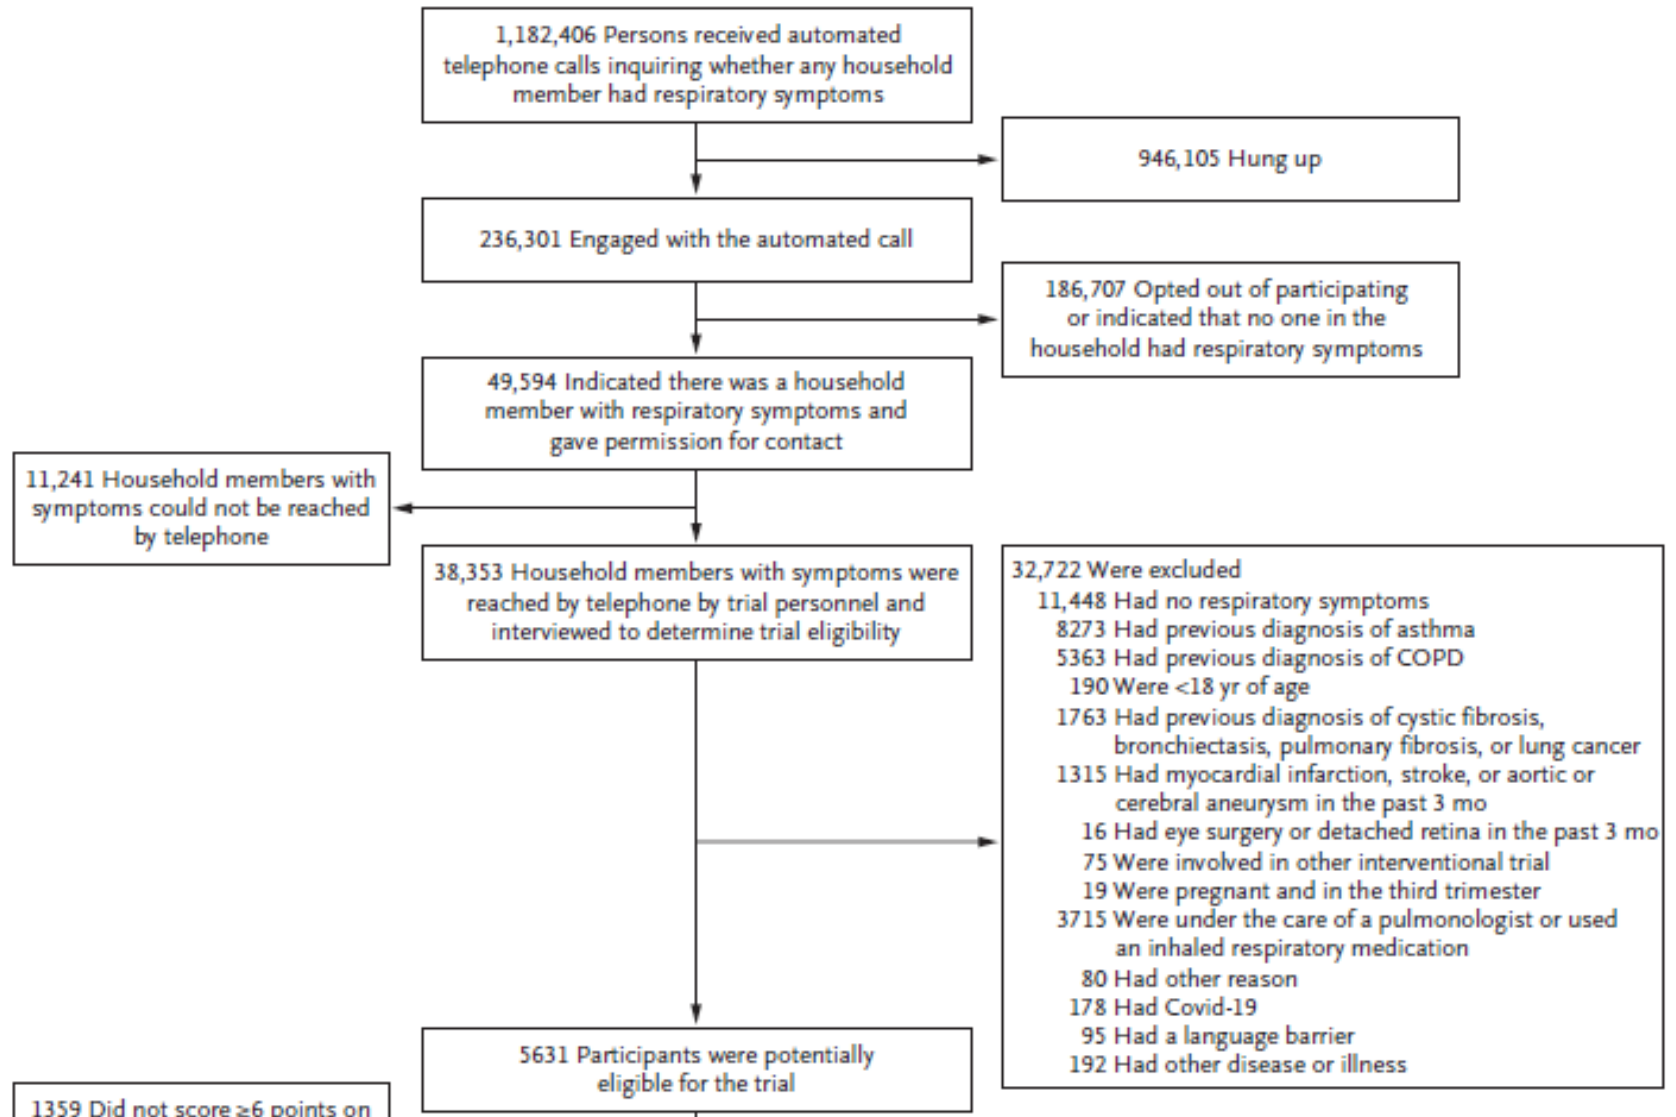 1,182,406 Persons received automated
telephone calls inquiring whether any household
member had respiratory symptoms
946,105 Hung up
236,301 Engaged with the automated call
186,707 Opted out of participating
or indicated that no one in the
household had respiratory symptoms
49,594 Indicated there was a household
member with respiratory symptoms and
gave permission for contact
11,241 Household members with
symptoms could not be reached
by telephone
38,353 Household members with symptoms were
reached by telephone by trial personnel and
interviewed to determine trial eligibility
32,722 Were excluded
11,448 Had no respiratory symptoms
8273 Had previous diagnosis of asthma
5363 Had previous diagnosis of COPD
190 Were <18 yr of age
1763 Had previous diagnosis of cystic fibrosis,
bronchiectasis, pulmonary fibrosis, or lung cancer
1315 Had myocardial infarction, stroke, or aortic or
cerebral aneurysm in the past 3 mo
16 Had eye surgery or detached retina in the past 3 mo
75 Were involved in other interventional trial
19 Were pregnant and in the third trimester
3715 Were under the care of a pulmonologist or used
an inhaled respiratory medication
80 Had other reason
178 Had Covid-19
95 Had a language barrier
192 Had other disease or illness
5631 Participants were potentially
eligible for the trial
1359 Did not score ≥6 points on